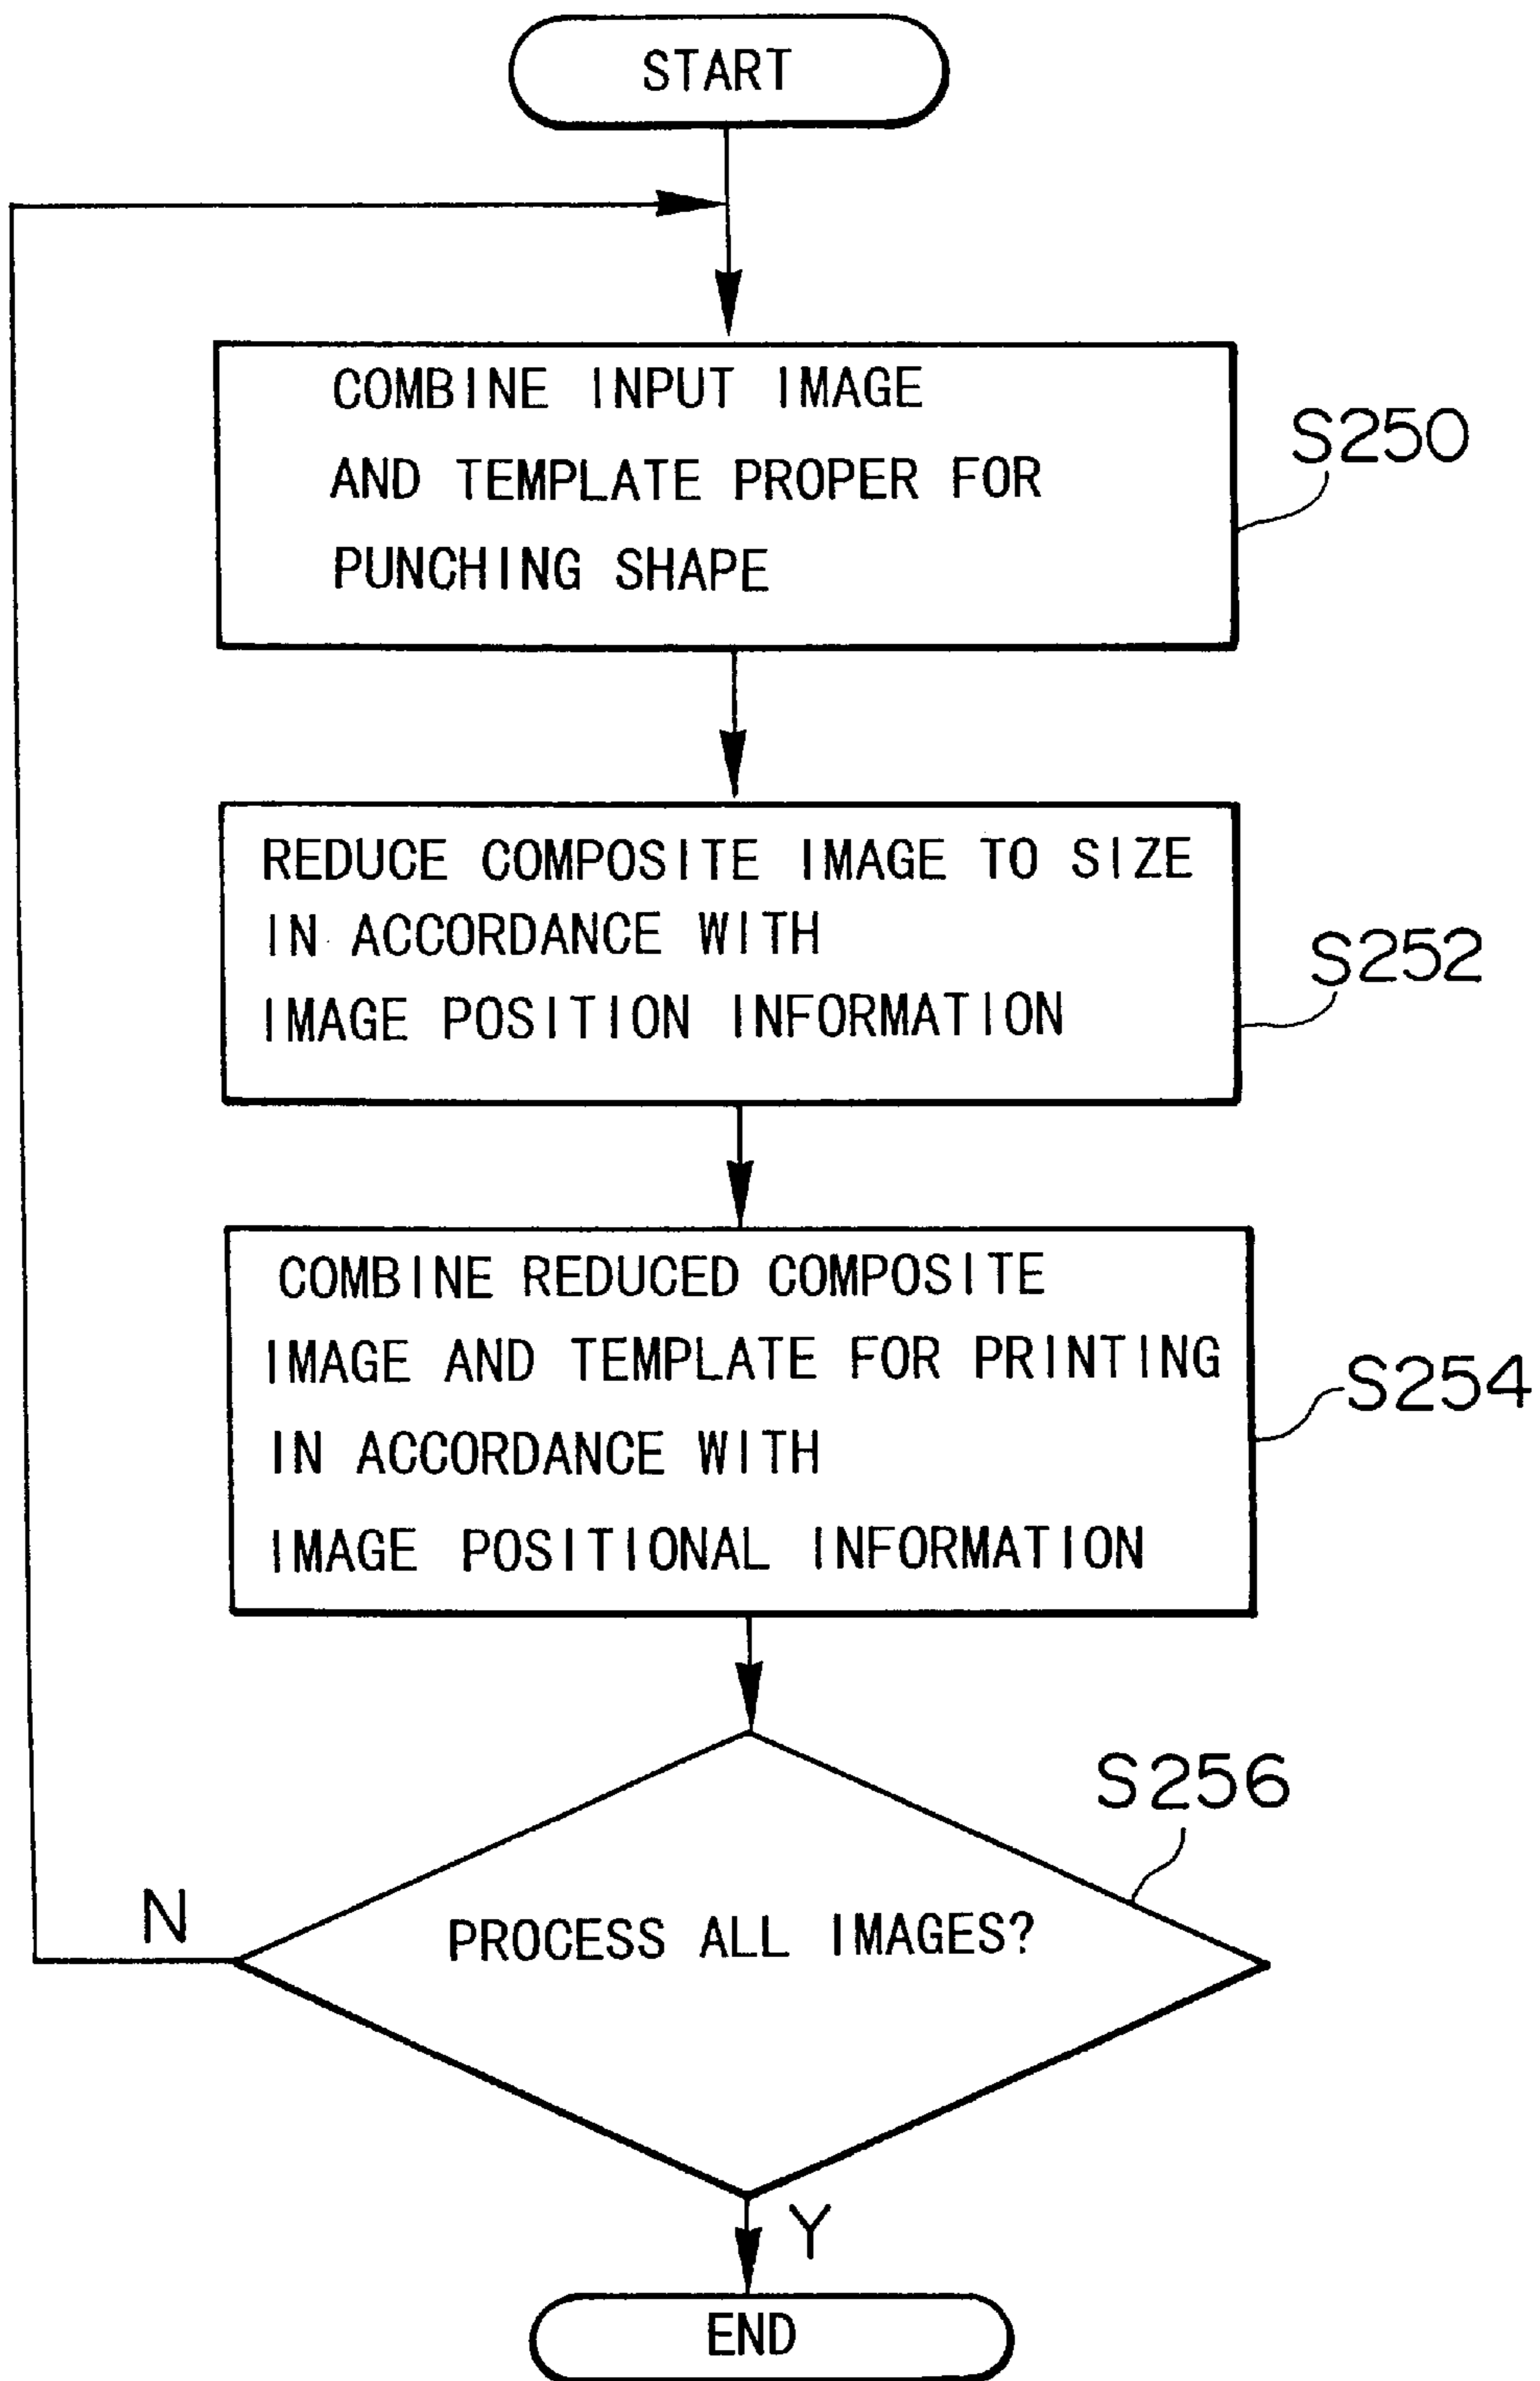 START
COMBINE INPUT IMAGE
AND TEMPLATE PROPER FOR
PUNCHING SHAPE
S250
REDUCE COMPOSITE IMAGE TO SIZE
IN ACCORDANCE WITH
IMAGE POSITION INFORMATION
S252
COMBINE REDUCED COMPOSITE
IMAGE AND TEMPLATE FOR PRINTING
IN ACCORDANCE WITH
IMAGE POSITIONAL INFORMATION
S254
S256
N
PROCESS ALL IMAGES?
Y
END